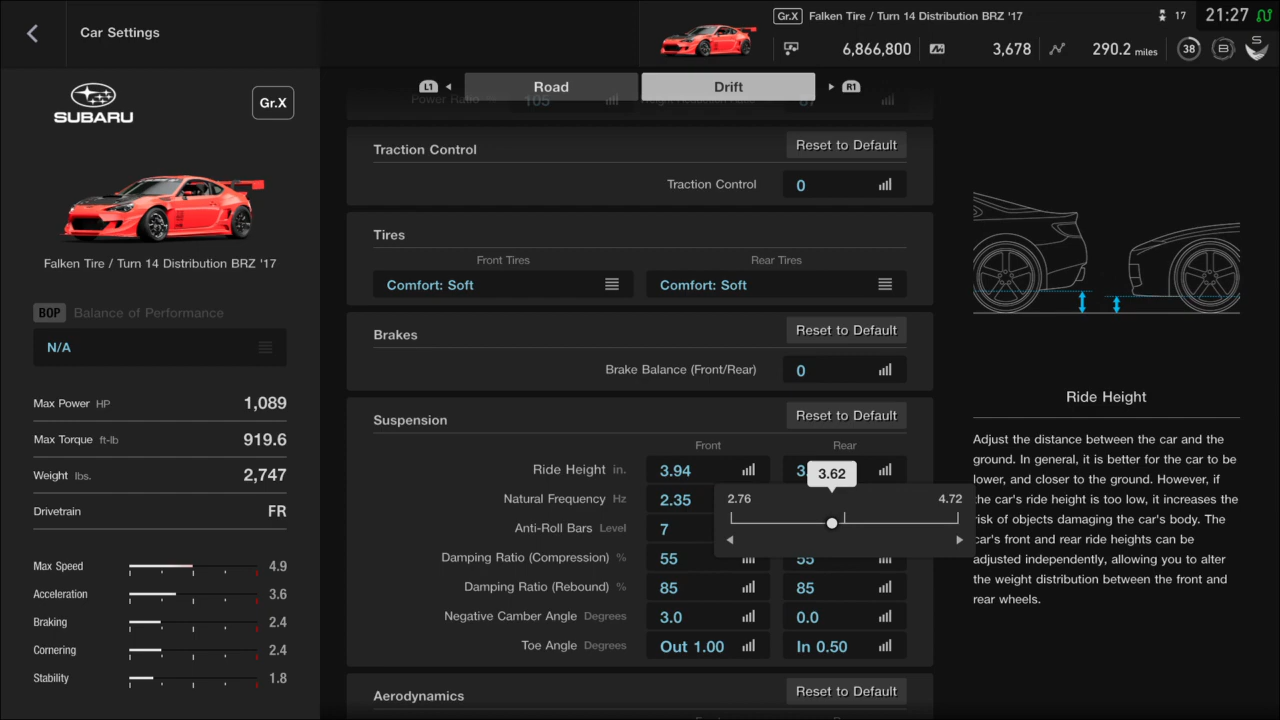 Car Settings
Gr.X Falken Tire / Turn 14 Distribution BRZ '17
17 21:27
6,866,800 3,678 290.2 miles 38 B S
SUBARU
Gr.X
Falken Tire / Turn 14 Distribution BRZ '17
BOP Balance of Performance
N/A
Max Power HP 1,089
Max Torque ft-lb 919.6
Weight lbs. 2,747
Drivetrain FR
Max Speed 4.9
Acceleration 3.6
Braking 2.4
Cornering 2.4
Stability 1.8
L1 Road Drift R1
Power Ratio % 105
Traction Control Reset to Default
Traction Control 0
Tires
Front Tires Rear Tires
Comfort: Soft Comfort: Soft
Brakes Reset to Default
Brake Balance (Front/Rear) 0
Suspension Reset to Default
Front Rear
Ride Height in. 3.94
3.62
Natural Frequency Hz 2.35
2.76 4.72
Anti-Roll Bars Level 7
Damping Ratio (Compression) % 55 55
Damping Ratio (Rebound) % 85 85
Negative Camber Angle Degrees 3.0 0.0
Toe Angle Degrees Out 1.00 In 0.50
Aerodynamics Reset to Default
Front
Ride Height
Adjust the distance between the car and the
ground. In general, it is better for the car to be
lower, and closer to the ground. However, if
the car's ride height is too low, it increases the
risk of objects damaging the car's body. The
car's front and rear ride heights can be
adjusted independently, allowing you to alter
the weight distribution between the front and
rear wheels.